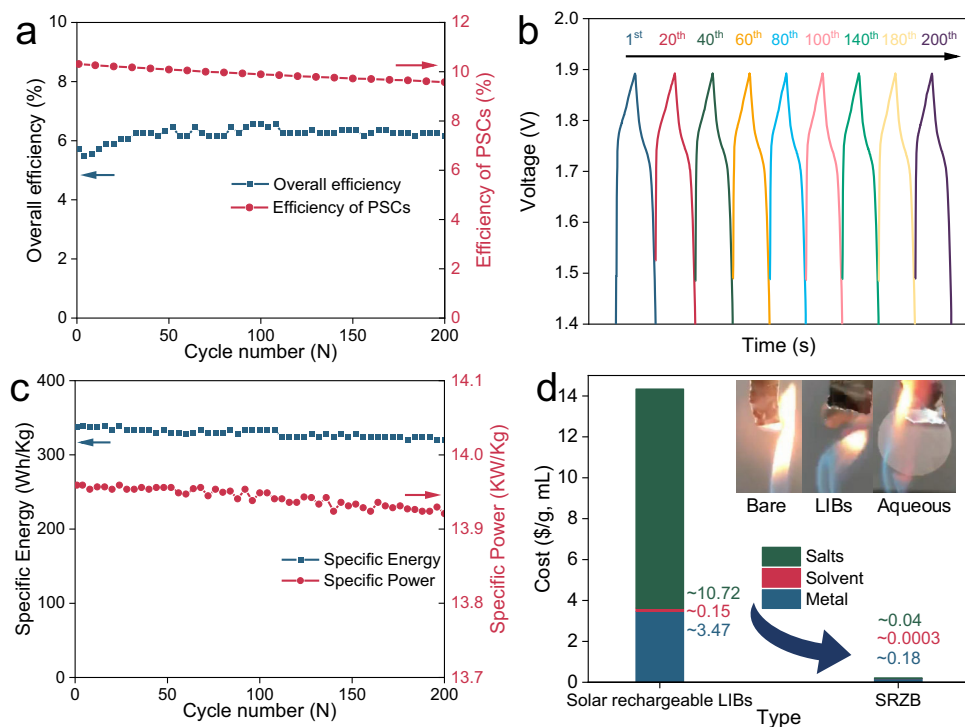 a
Overall efficiency (%)
10
8
6
4
2
0
Overall efficiency
Efficiency of PSCs
0
50
100
150
200
Cycle number (N)
12
10
8
6
4
2
0
Efficiency of PSCs (%)
b
Voltage (V)
2.0
1.9
1.8
1.7
1.6
1.5
1.4
1st 20th 40th 60th 80th 100th 140th 180th 200th
Time (s)
c
Specific Energy (Wh/Kg)
400
300
200
100
0
Specific Energy
Specific Power
0
50
100
150
200
Cycle number (N)
14.1
14.0
13.9
13.8
13.7
Specific Power (KW/Kg)
d
Cost ($/g, mL)
14
12
10
8
6
4
2
0
Bare LIBs Aqueous
Salts
Solvent
Metal
~10.72
~0.15
~3.47
~0.04
~0.0003
~0.18
Solar rechargeable LIBs
SRZB
Type